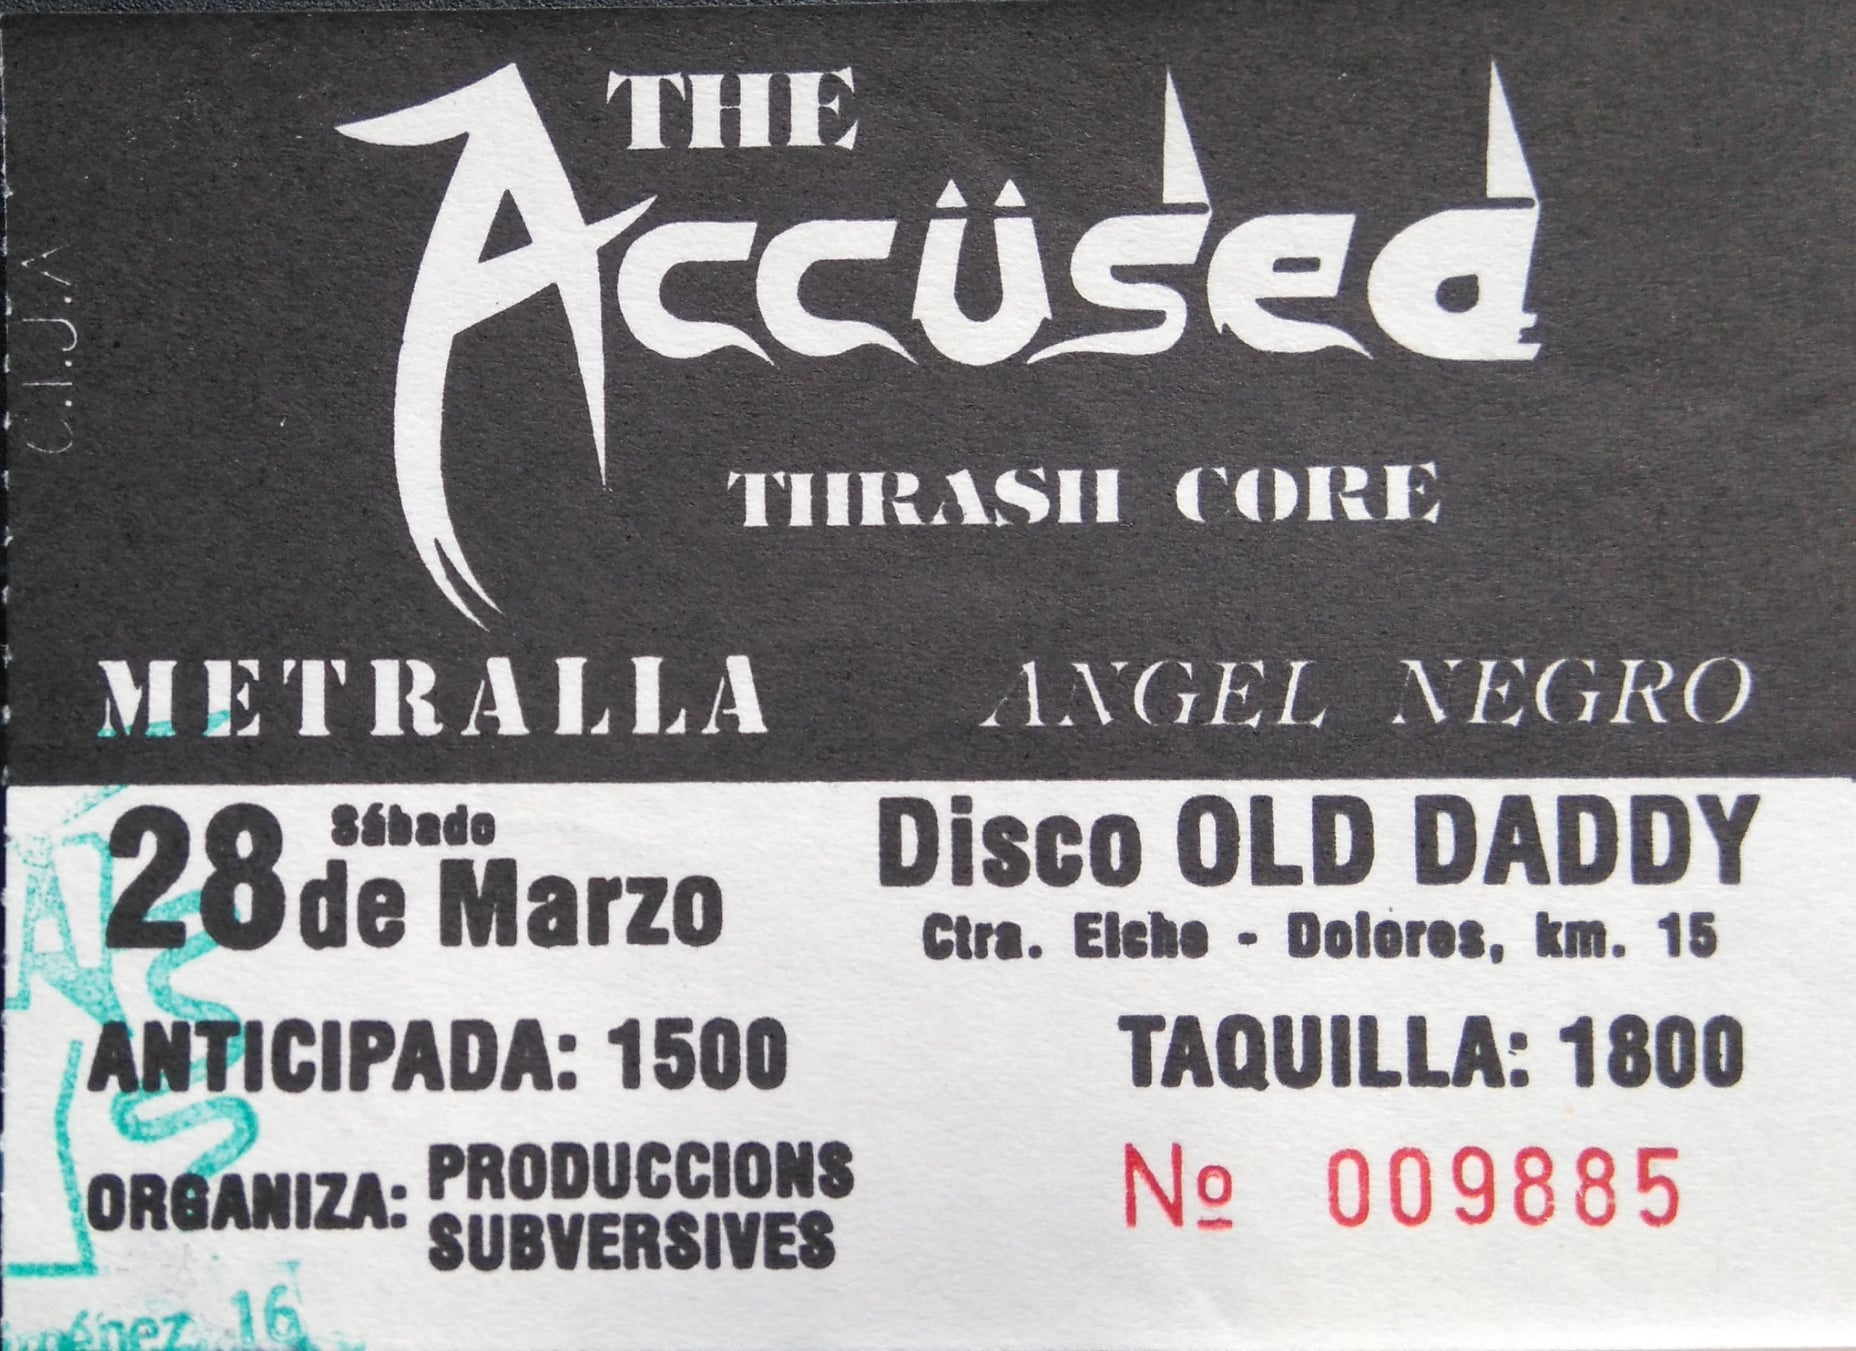 THE
Accüsed
THRASH CORE
METRALLA
ANGEL NEGRO
28 Sábado
de Marzo
Disco OLD DADDY
Ctra. Elche - Dolores, km. 15
ANTICIPADA: 1500
TAQUILLA: 1800
ORGANIZA: PRODUCCIONS
SUBVERSIVES
Nº 009885
16